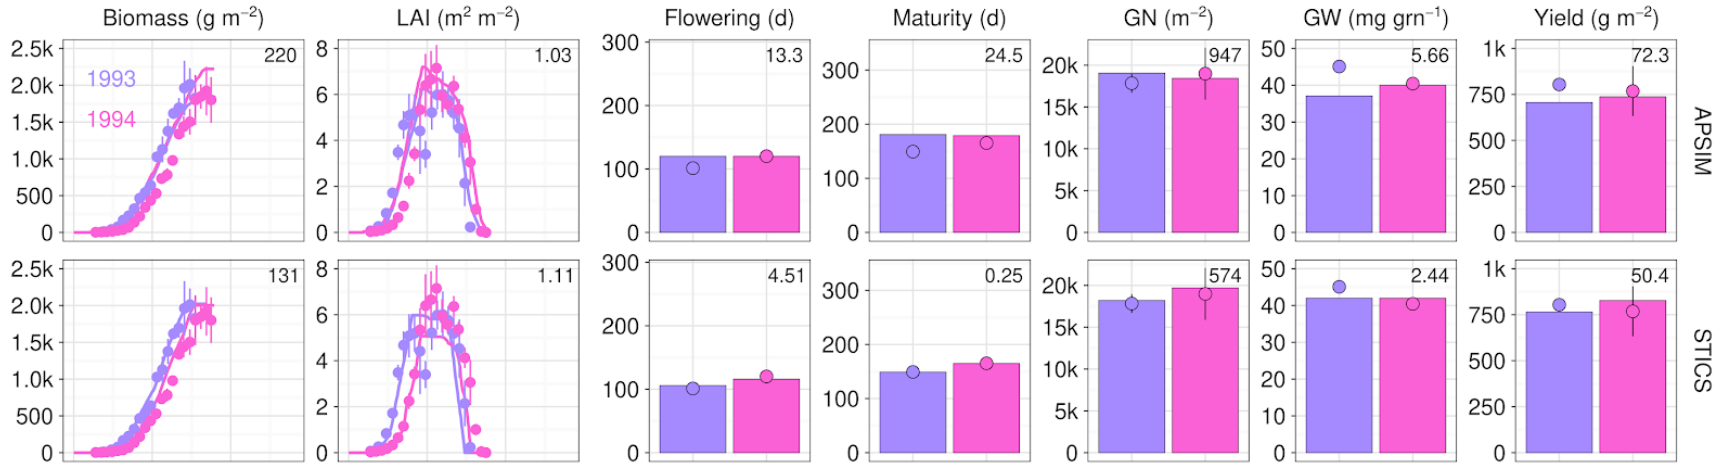 Biomass (g m⁻²) LAI (m² m⁻²) Flowering (d) Maturity (d) GN (m⁻²) GW (mg grn⁻¹) Yield (g m⁻²)
2.5k 220 8 1.03 300 13.3 24.5 947 50 5.66 1k 72.3
2.0k 1993 6 200 300 20k 40 750
1.5k 1994 4 200 15k 30 500 APSIM
1.0k 2 100 100 10k 20 250
500 5k 10
0 0 0 0 0 0 0
2.5k 131 8 1.11 300 4.51 0.25 574 50 2.44 1k 50.4
2.0k 6 200 300 20k 40 750
1.5k 4 200 15k 30 500 STICS
1.0k 2 100 100 10k 20 250
500 5k 10
0 0 0 0 0 0 0